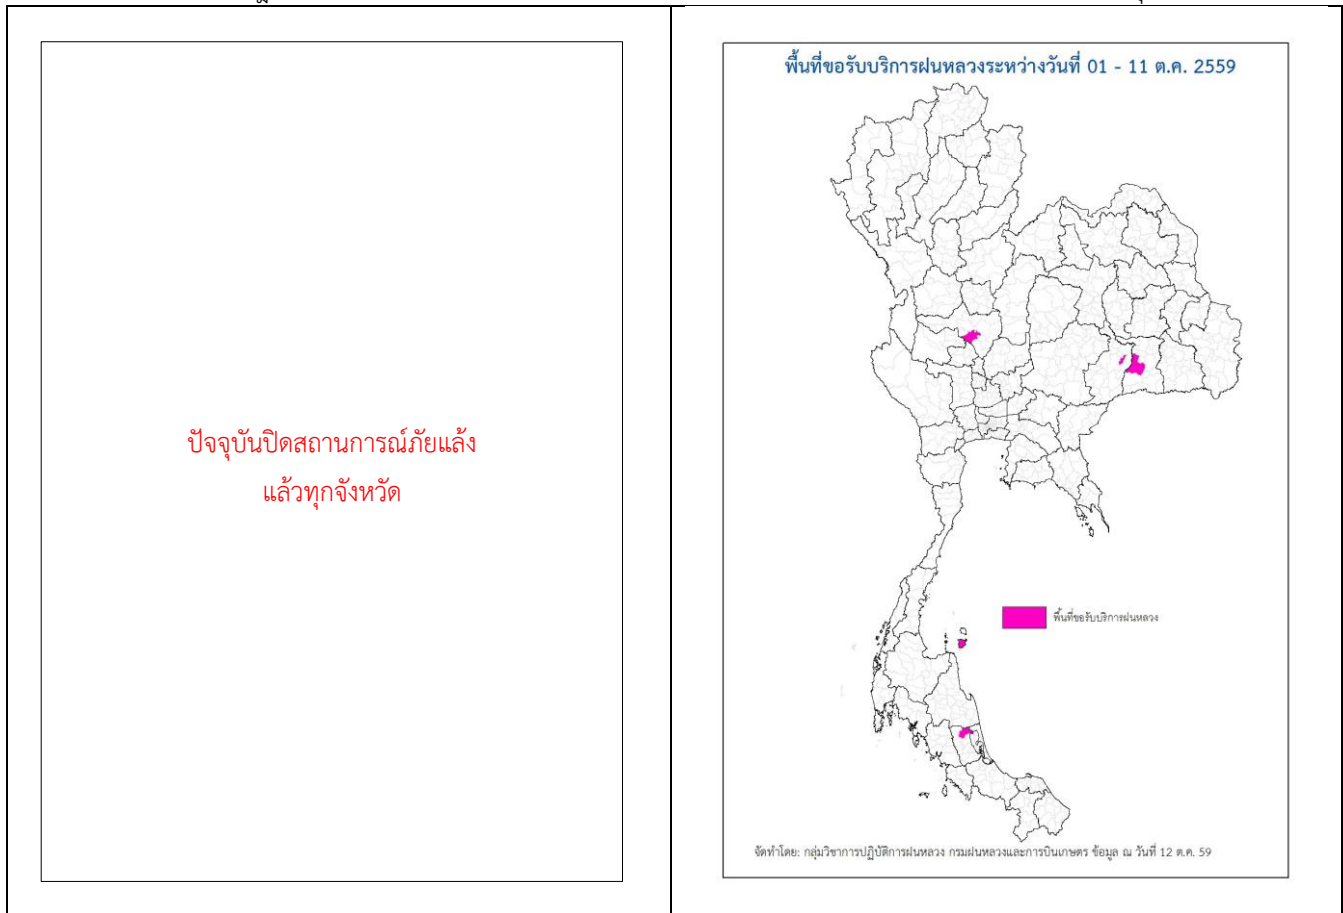 ปัจจุบันปิดสถานการณ์ภัยแล้ง
แล้วทุกจังหวัด
พื้นที่ขอรับบริการฝนหลวงระหว่างวันที่ 01 - 11 ต.ค. 2559
พื้นที่ขอรับบริการฝนหลวง
จัดทำโดย: กลุ่มวิชาการปฏิบัติการฝนหลวง กรมฝนหลวงและการบินเกษตร ข้อมูล ณ วันที่ 12 ต.ค. 59